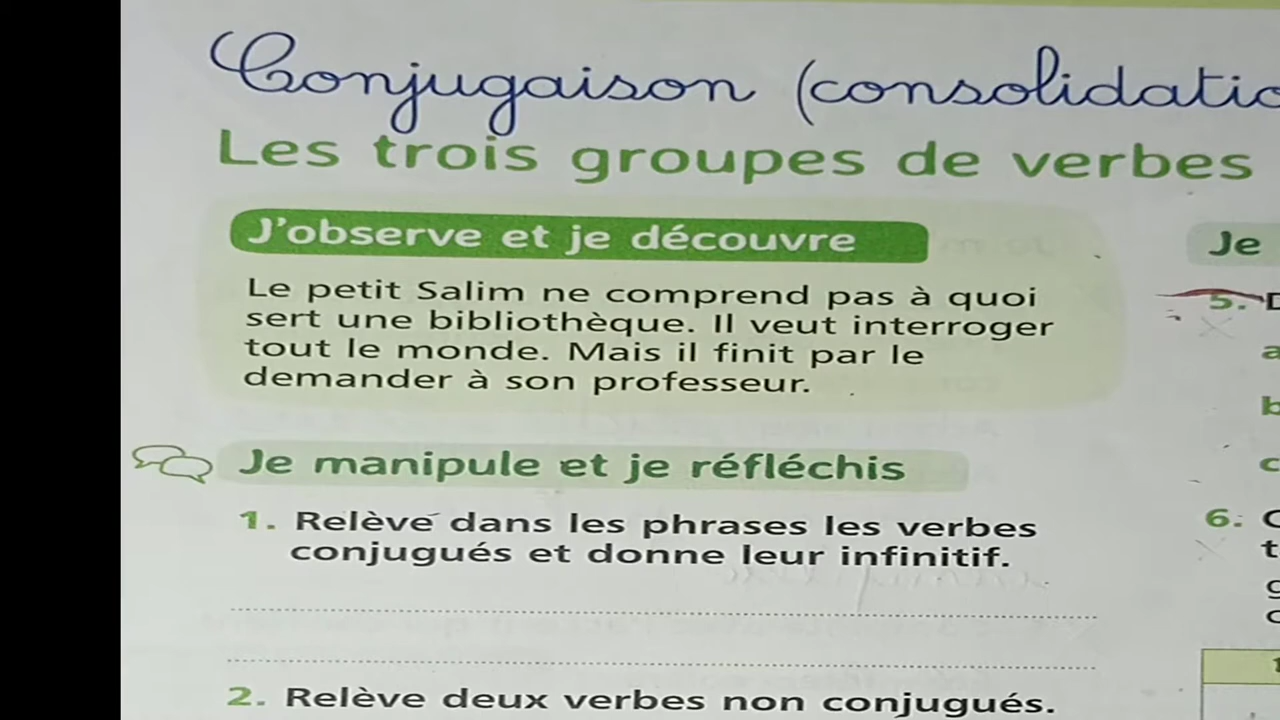 Conjugaison (consolidatio
Les trois groupes de verbes
J'observe et je découvre
Le petit Salim ne comprend pas à quoi
sert une bibliothèque. Il veut interroger
tout le monde. Mais il finit par le
demander à son professeur.
Je manipule et je réfléchis
1. Relève dans les phrases les verbes
conjugués et donne leur infinitif.
2. Relève deux verbes non conjugués.
Je
5.
a
b
c
6.